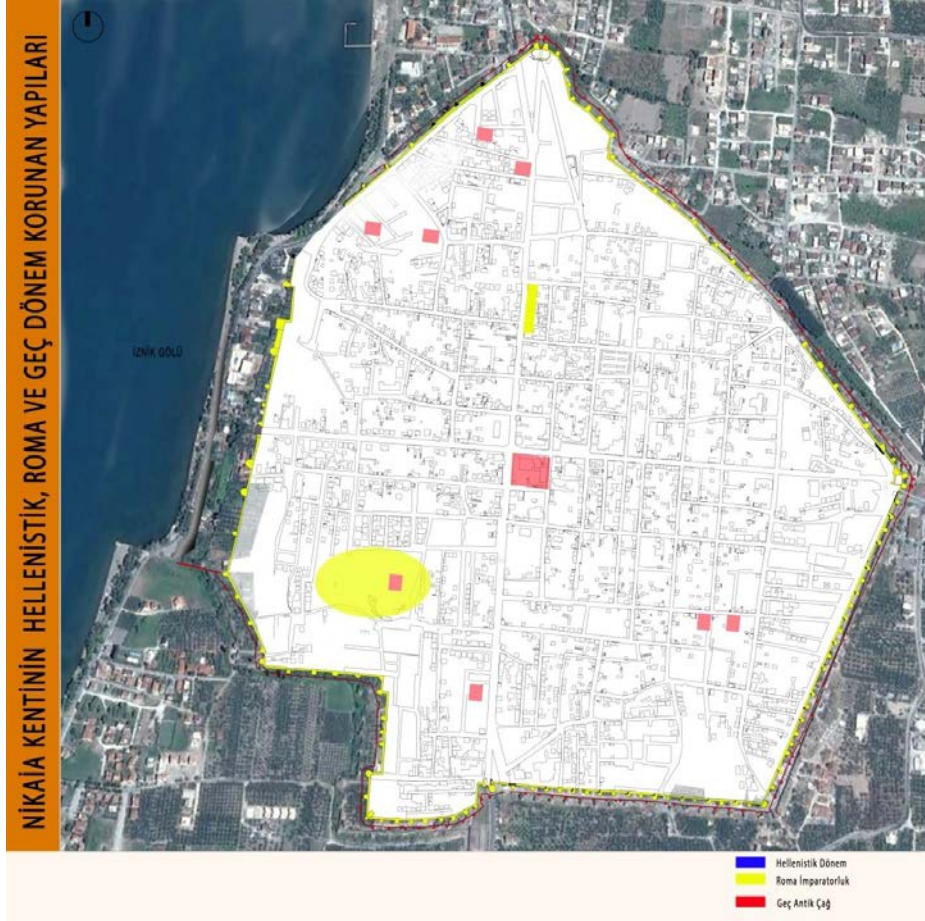 NİKAİA KENTİNİN HELLENİSTİK, ROMA VE GEÇ DÖNEM KORUNAN YAPILARI
İZNİK GÖLÜ
Hellenistik Dönem
Roma İmparatorluk
Geç Antik Çağ